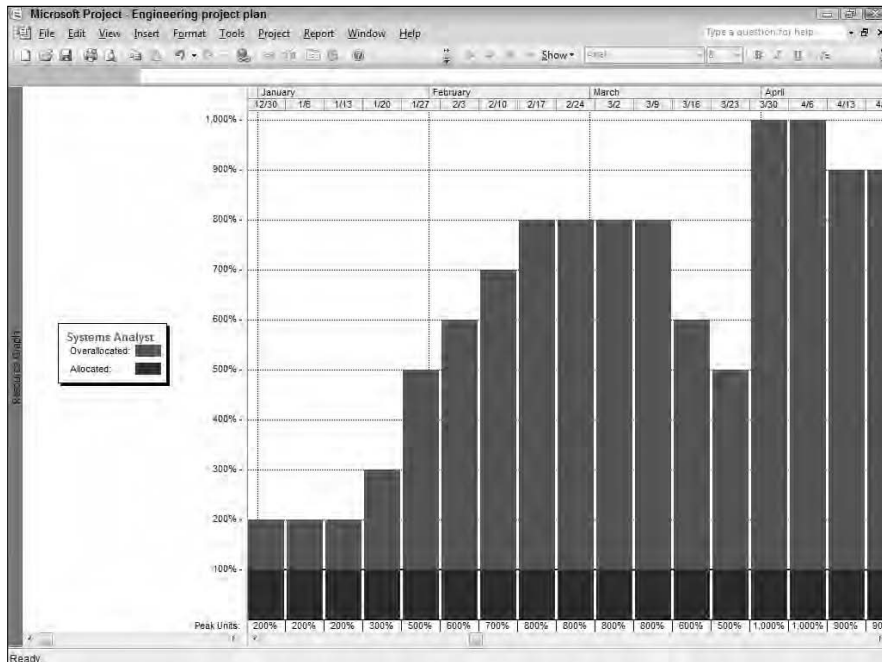 Microsoft Project - Engineering project plan
File Edit View Insert Format Tools Project Report Window Help
Type a question for help
Show Arial 8 B I U
January February March April
12/30 1/6 1/13 1/20 1/27 2/3 2/10 2/17 2/24 3/2 3/9 3/16 3/23 3/30 4/6 4/13
1,000%
900%
800%
700%
600%
500%
400%
300%
200%
100%
Systems Analyst
Overallocated:
Allocated:
Resource Graph
Peak Units: 200% 200% 200% 300% 500% 600% 700% 800% 800% 800% 800% 600% 500% 1,000% 1,000% 900%
Ready